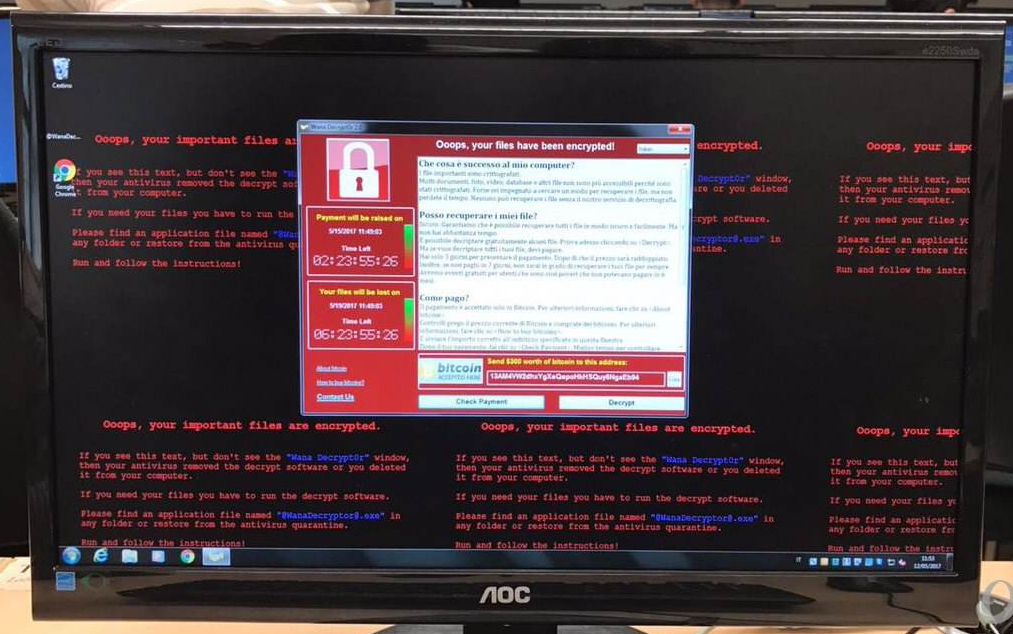 e2250Swda
Cestino
@WanaDec...
Google
Chrome
Ooops, your important files a
f you see this text, but don't see the "Wa
then your antivirus removed the decrypt so
t from your computer.
If you need your files you have to run the
Please find an application file named "@Wa
any folder or restore from the antivirus qu
Run and follow the instructions!
encrypted.
Decrypt0r" window,
are or you deleted
crypt software.
ecryptor@.exe" in
ne.
Ooops, your imp
If you see this text, but
then your antivirus remov
it from your computer.
If you need your files yo
Please find an applicatio
any folder or restore fro
Run and follow the instru
Wana Decrypt0r 2.0
Ooops, your files have been encrypted!
Italian
Payment will be raised on
5/15/2017 11:49:03
Time Left
02:23:55:26
Your files will be lost on
5/19/2017 11:49:03
Time Left
06:23:55:26
About bitcoin
How to buy bitcoins?
Contact Us
Che cosa è successo al mio computer?
I file importanti sono crittografati.
Molti documenti, foto, video, database e altri file non sono più accessibili perché sono
stati crittografati. Forse sei impegnato a cercare un modo per recuperare i file, ma non
perdete il tempo. Nessuno può recuperare i file senza il nostro servizio di decrittografia.
Posso recuperare i miei file?
Sicuro. Garantiamo che è possibile recuperare tutti i file in modo sicuro e facilmente. Ma
non hai abbastanza tempo.
È possibile decriptare gratuitamente alcuni file. Prova adesso cliccando su <Decrypt>.
Ma se vuoi decriptare tutti i tuoi file, devi pagare.
Hai solo 3 giorni per presentare il pagamento. Dopo di che il prezzo sarà raddoppiato.
Inoltre, se non paghi in 7 giorni, non sarai in grado di recuperare i tuoi file per sempre.
Avremo eventi gratuiti per utenti che sono così poveri che non potevano pagare in 6
mesi.
Come pago?
Il pagamento è accettato solo in Bitcoin. Per ulteriori informazioni, fare clic su <About
bitcoin>.
Controlli prego il prezzo corrente di Bitcoin e comprate dei bitcoins. Per ulteriori
informazioni, fare clic su <How to buy bitcoins>.
E inviare l'importo corretto all'indirizzo specificato in questa finestra.
Dopo il tuo pagamento, fai clic su <Check Payment>.
bitcoin
ACCEPTED HERE
Send $300 worth of bitcoin to this address:
Check Payment
Decrypt
Ooops, your important files are encrypted.
If you see this text, but don't see the "Wana Decrypt0r" window,
then your antivirus removed the decrypt software or you deleted
it from your computer.
If you need your files you have to run the decrypt software.
Please find an application file named "@WanaDecryptor@.exe" in
any folder or restore from the antivirus quarantine.
Run and follow the instructions!
Ooops, your important files are encrypted.
If you see this text, but don't see the "Wana Decrypt0r" window,
then your antivirus removed the decrypt software or you deleted
it from your computer.
If you need your files you have to run the decrypt software.
Please find an application file named "@WanaDecryptor@.exe" in
any folder or restore from the antivirus quarantine.
Run and follow the instructions!
Ooops, your imp
If you see this text, but
then your antivirus remov
it from your computer.
If you need your files yo
Please find an applicatio
any folder or restore fro
Run and follow the instru
IT
11:53
12/05/2017
AOC